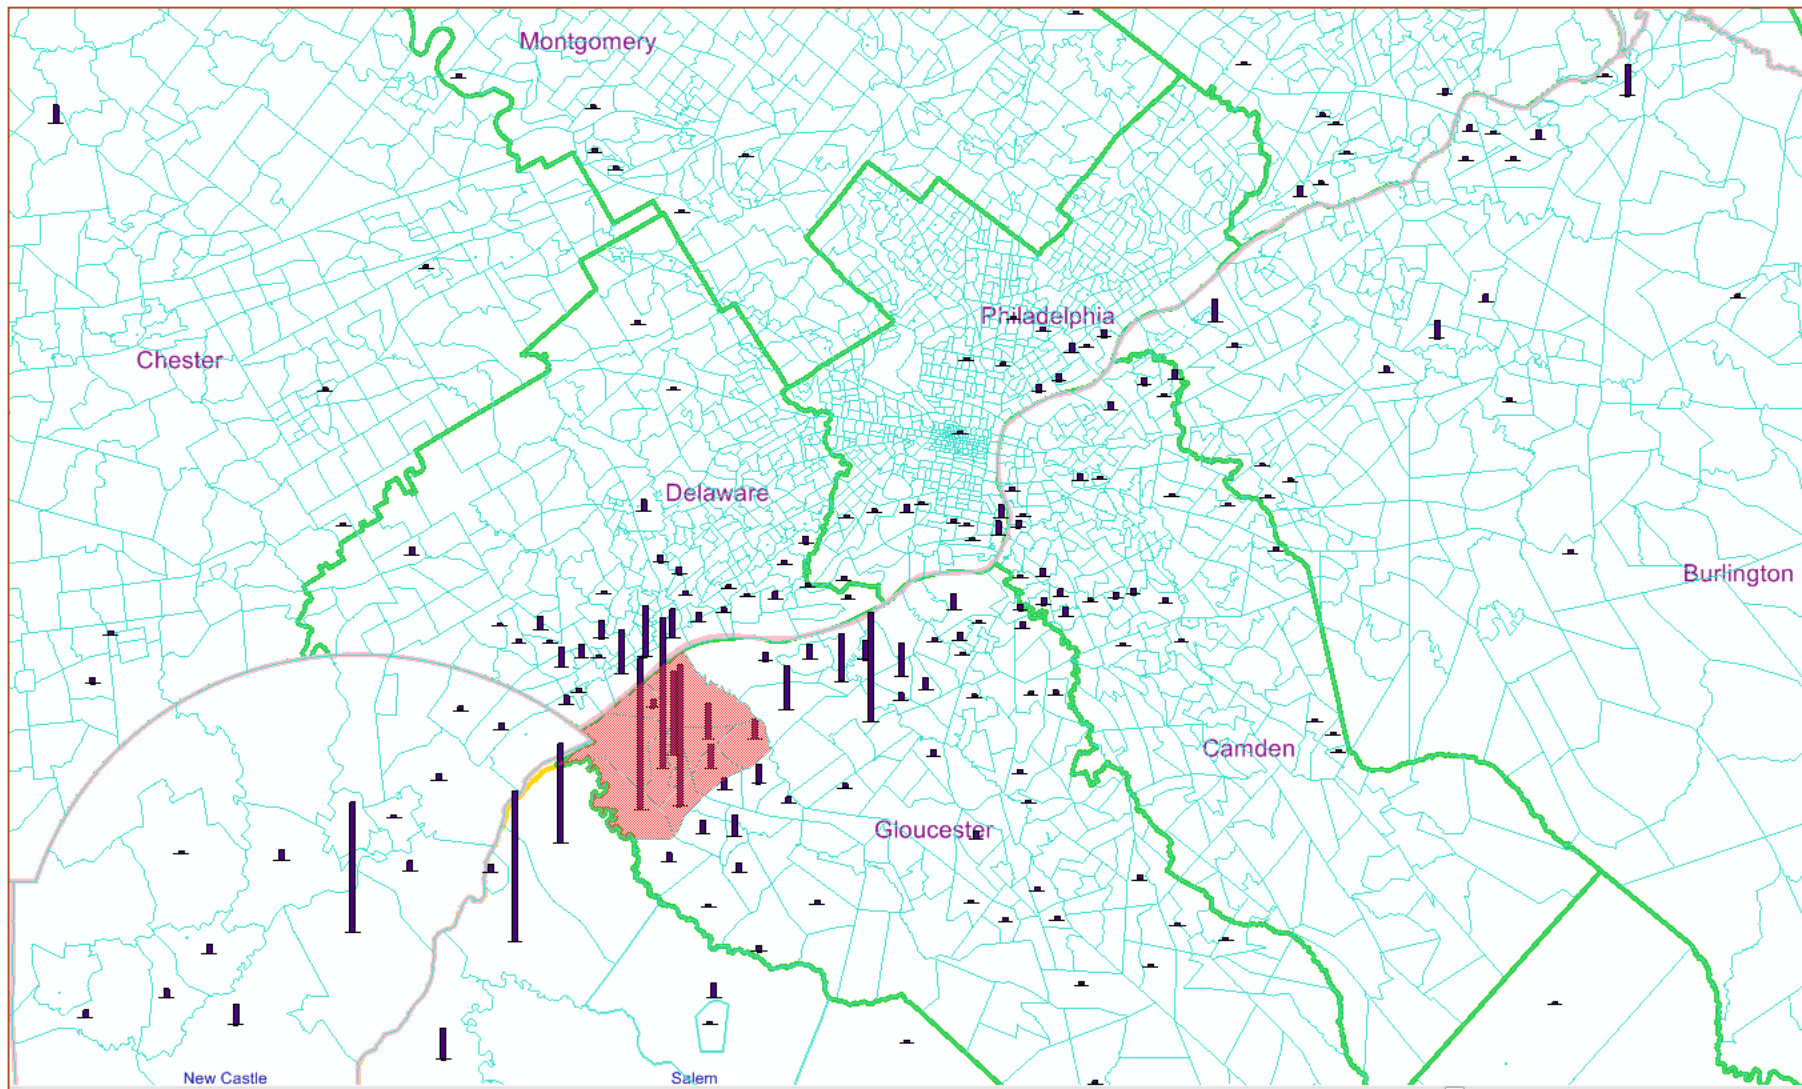 Montgomery
Philadelphia
Chester
Delaware
Burlington
Camden
Gloucester
New Castle
Salem